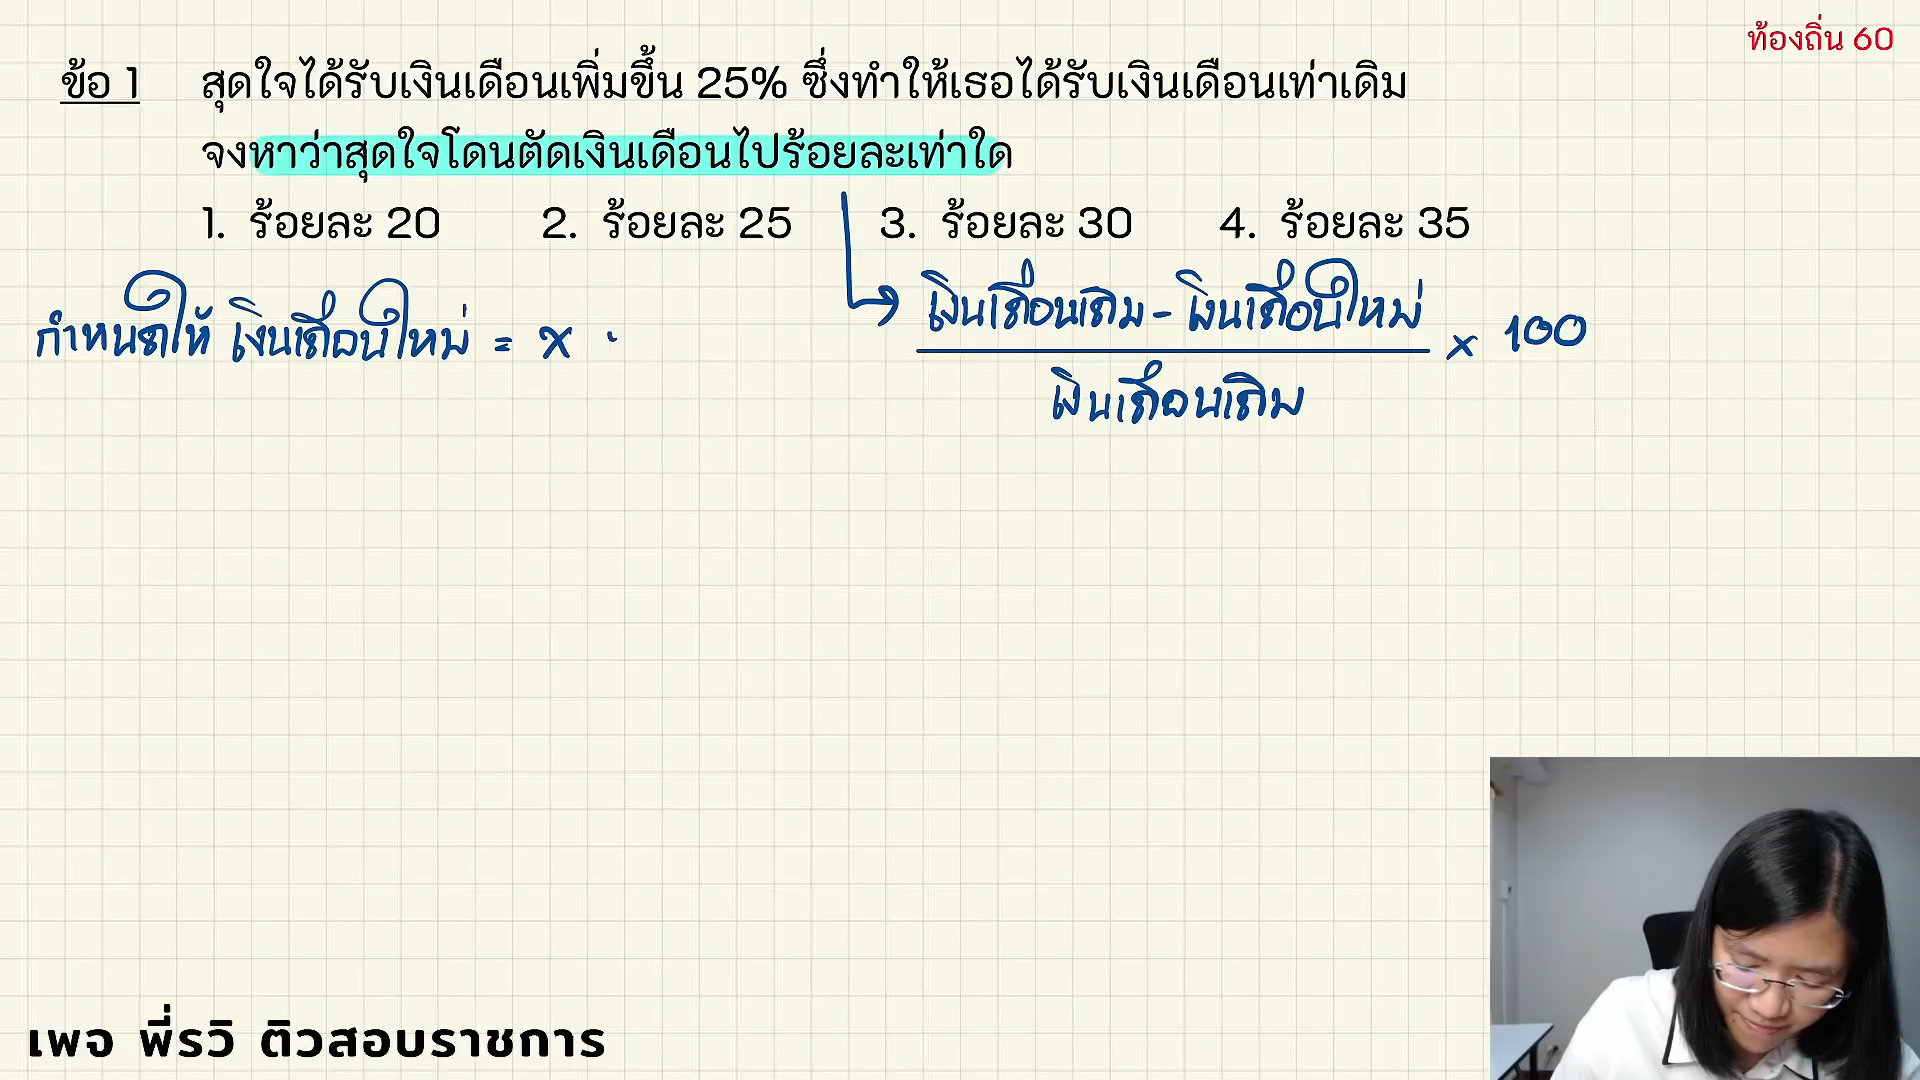 ท้องถิ่น 60
ข้อ 1 สุดใจได้รับเงินเดือนเพิ่มขึ้น 25% ซึ่งทำให้เธอได้รับเงินเดือนเท่าเดิม
จงหาว่าสุดใจโดนตัดเงินเดือนไปร้อยละเท่าใด
1. ร้อยละ 20 2. ร้อยละ 25 3. ร้อยละ 30 4. ร้อยละ 35
กำหนดให้ เงินเดือนใหม่ = x
เงินเดือนเดิม - เงินเดือนใหม่ × 100
เงินเดือนเดิม
เพจ พี่รวิ ติวสอบราชการ